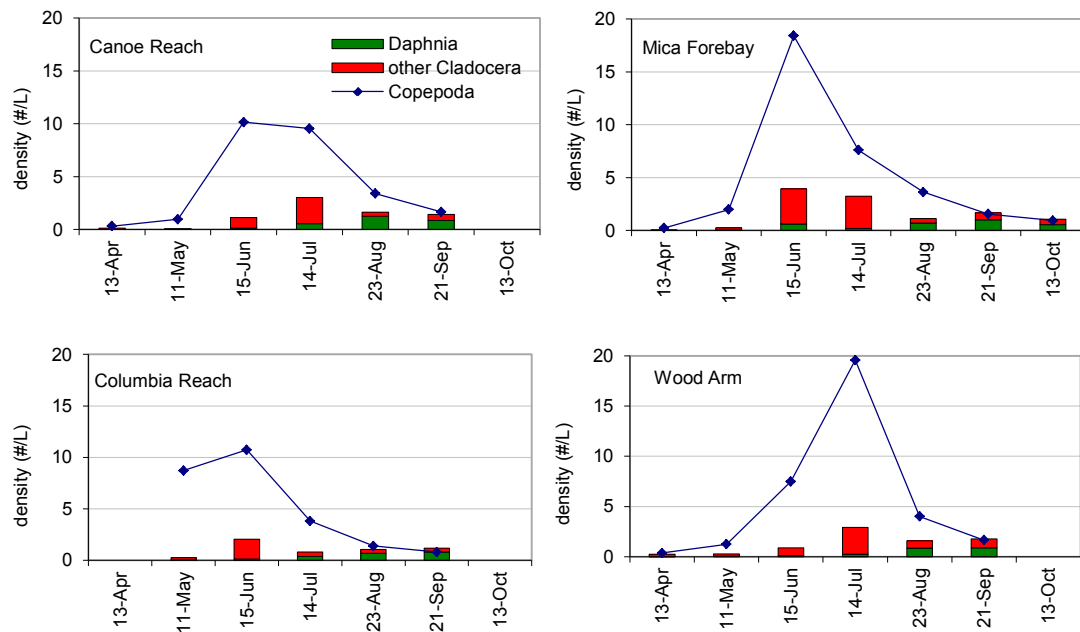 Canoe Reach
Daphnia
other Cladocera
Copepoda
density (#/L)
20
15
10
5
0
13-Apr
11-May
15-Jun
14-Jul
23-Aug
21-Sep
13-Oct
Mica Forebay
density (#/L)
20
15
10
5
0
13-Apr
11-May
15-Jun
14-Jul
23-Aug
21-Sep
13-Oct
Columbia Reach
density (#/L)
20
15
10
5
0
13-Apr
11-May
15-Jun
14-Jul
23-Aug
21-Sep
13-Oct
Wood Arm
density (#/L)
20
15
10
5
0
13-Apr
11-May
15-Jun
14-Jul
23-Aug
21-Sep
13-Oct